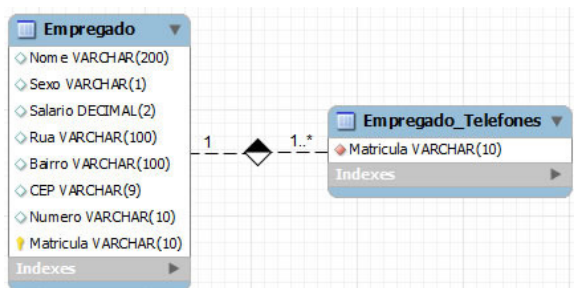 Empregado
Nome VARCHAR(200)
Sexo VARCHAR(1)
Salario DECIMAL(2)
Rua VARCHAR(100)
Bairro VARCHAR(100)
CEP VARCHAR(9)
Numero VARCHAR(10)
Matricula VARCHAR(10)
Indexes
1
1..*
Empregado_Telefones
Matricula VARCHAR(10)
Indexes